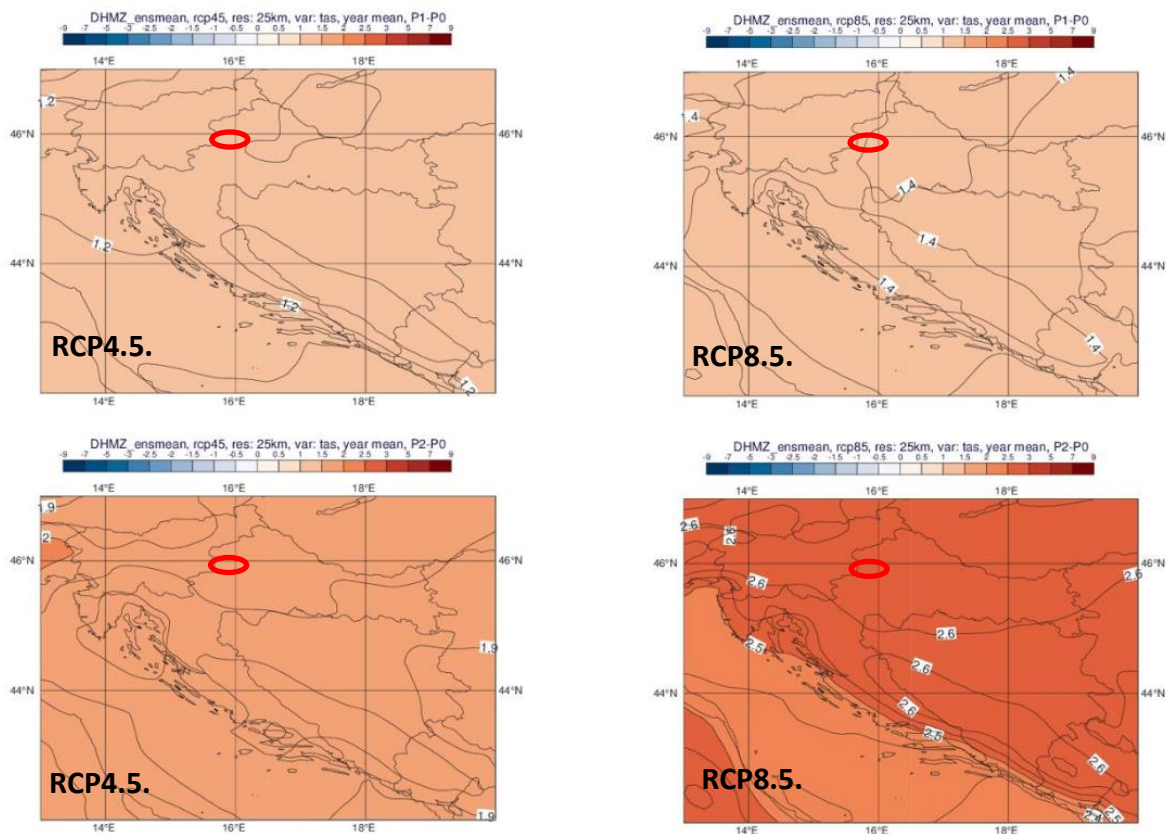 DHMZ_ensmean, rcp45, res: 25km, var: tas, year mean, P1-P0
-9 -7 -5 -3 -2.5 -2 -1.5 -1 -0.5 0 0.5 1 1.5 2 2.5 3 5 7 9
14°E 16°E 18°E
1.2
46°N
1.2
44°N
1.2
RCP4.5.
1.2
14°E 16°E 18°E
DHMZ_ensmean, rcp85, res: 25km, var: tas, year mean, P1-P0
-9 -7 -5 -3 -2.5 -2 -1.5 -1 -0.5 0 0.5 1 1.5 2 2.5 3 5 7 9
14°E 16°E 18°E
1.4
1.4
46°N
1.4
1.4
44°N
1.4
1.4
RCP8.5.
14°E 16°E 18°E
DHMZ_ensmean, rcp45, res: 25km, var: tas, year mean, P2-P0
-9 -7 -5 -3 -2.5 -2 -1.5 -1 -0.5 0 0.5 1 1.5 2 2.5 3 5 7 9
14°E 16°E 18°E
1.9
2
46°N
1.9
44°N
RCP4.5.
1.9
14°E 16°E 18°E
DHMZ_ensmean, rcp85, res: 25km, var: tas, year mean, P2-P0
-9 -7 -5 -3 -2.5 -2 -1.5 -1 -0.5 0 0.5 1 1.5 2 2.5 3 5 7 9
14°E 16°E 18°E
2.6
2.6
46°N
2.6
2.6
2.6
2.5
2.6
44°N
2.6
2.5
2.6
RCP8.5.
2.5
2.4
14°E 16°E 18°E